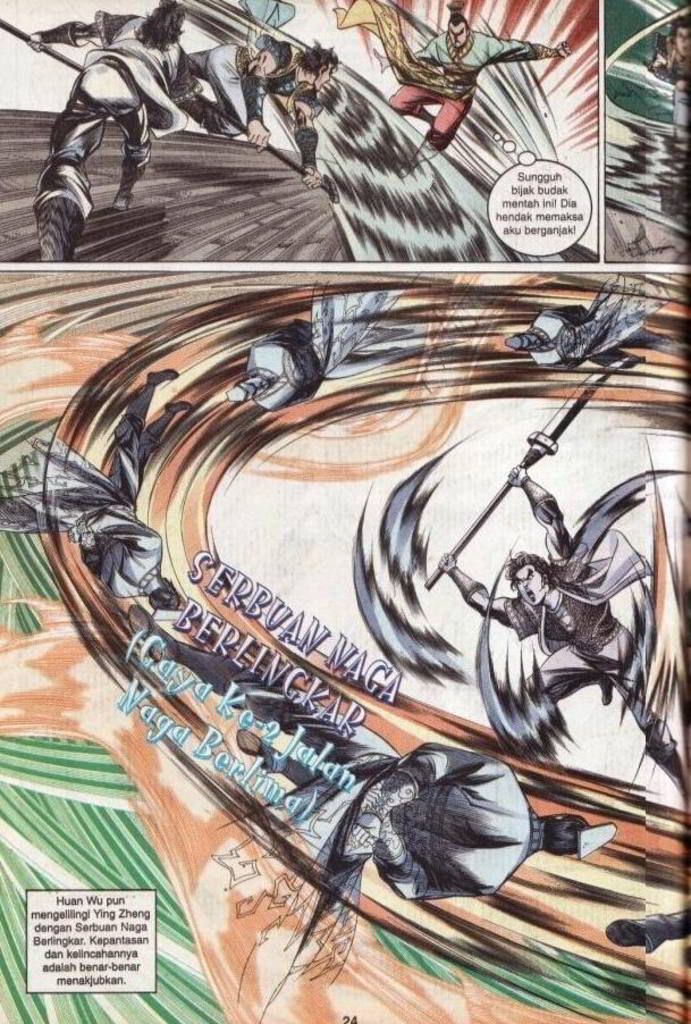 Sungguh
bijak budak
mentah ini! Dia
hendak memaksa
aku berganjak!
SERBUAN NAGA
BERLINGKAR
(Gaya Ke-2 Jalan
Naga Berlima)
Huan Wu pun
mengelilingi Ying Zheng
dengan Serbuan Naga
Berlingkar. Kepantasan
dan kelincahannya
adalah benar-benar
menakjubkan.
24